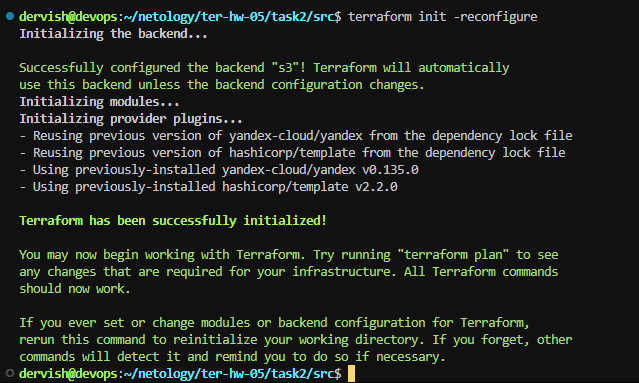 dervish@devops:~/netology/ter-hw-05/task2/src$ terraform init -reconfigure
Initializing the backend...
Successfully configured the backend "s3"! Terraform will automatically
use this backend unless the backend configuration changes.
Initializing modules...
Initializing provider plugins...
- Reusing previous version of yandex-cloud/yandex from the dependency lock file
- Reusing previous version of hashicorp/template from the dependency lock file
- Using previously-installed yandex-cloud/yandex v0.135.0
- Using previously-installed hashicorp/template v2.2.0
Terraform has been successfully initialized!
You may now begin working with Terraform. Try running "terraform plan" to see
any changes that are required for your infrastructure. All Terraform commands
should now work.
If you ever set or change modules or backend configuration for Terraform,
rerun this command to reinitialize your working directory. If you forget, other
commands will detect it and remind you to do so if necessary.
dervish@devops:~/netology/ter-hw-05/task2/src$